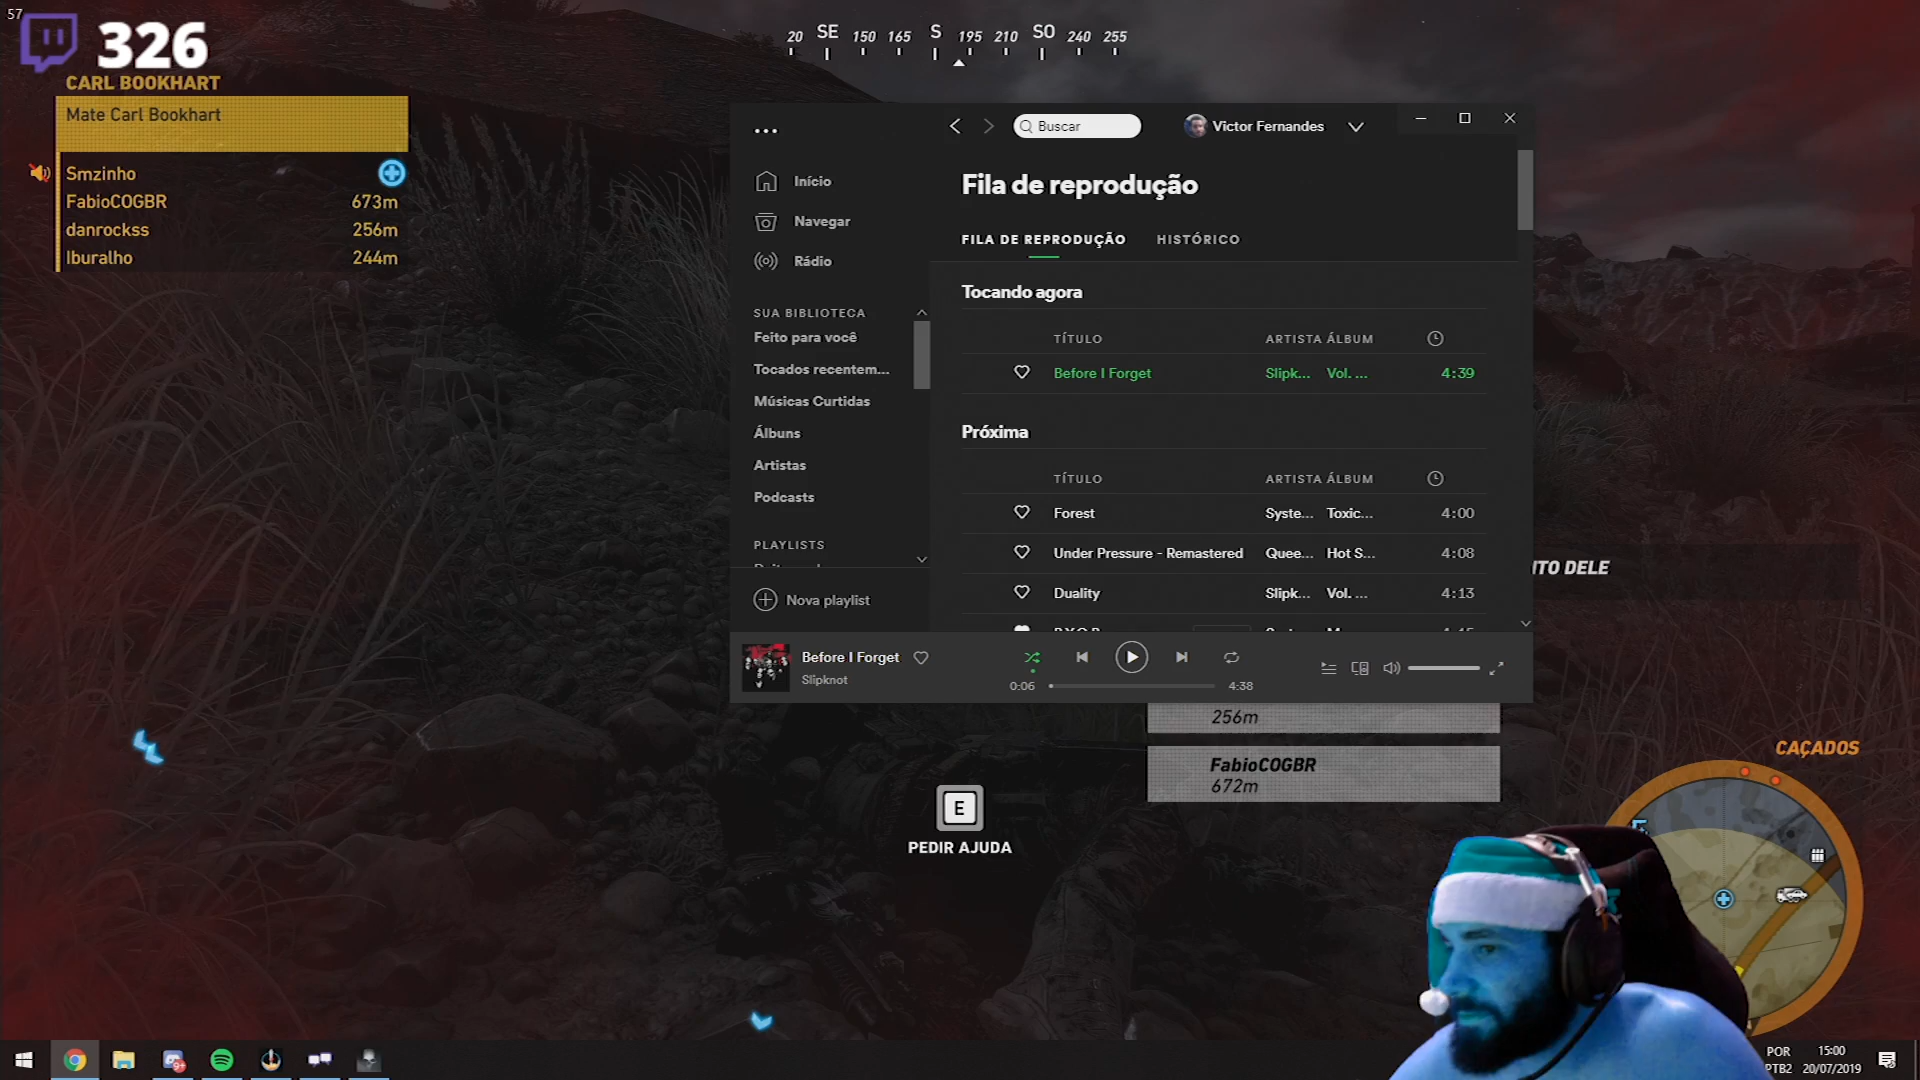 57
326
CARL BOOKHART
Mate Carl Bookhart
Smzinho
FabioCOGBR 673m
danrockss 256m
Iburalho 244m
20 SE 150 165 S 195 210 SO 240 255
Buscar
Victor Fernandes
Início
Navegar
Rádio
SUA BIBLIOTECA
Feito para você
Tocados recentem...
Músicas Curtidas
Álbuns
Artistas
Podcasts
PLAYLISTS
Nova playlist
Fila de reprodução
FILA DE REPRODUÇÃO HISTÓRICO
Tocando agora
TÍTULO ARTISTA ÁLBUM
Before I Forget Slipk... Vol. ... 4:39
Próxima
TÍTULO ARTISTA ÁLBUM
Forest Syste... Toxic... 4:00
Under Pressure - Remastered Quee... Hot S... 4:08
Duality Slipk... Vol. ... 4:13
Before I Forget
Slipknot
0:06 4:38
ITO DELE
256m
FabioCOGBR
672m
E
PEDIR AJUDA
CAÇADOS
9+
POR
PTB2
15:00
20/07/2019